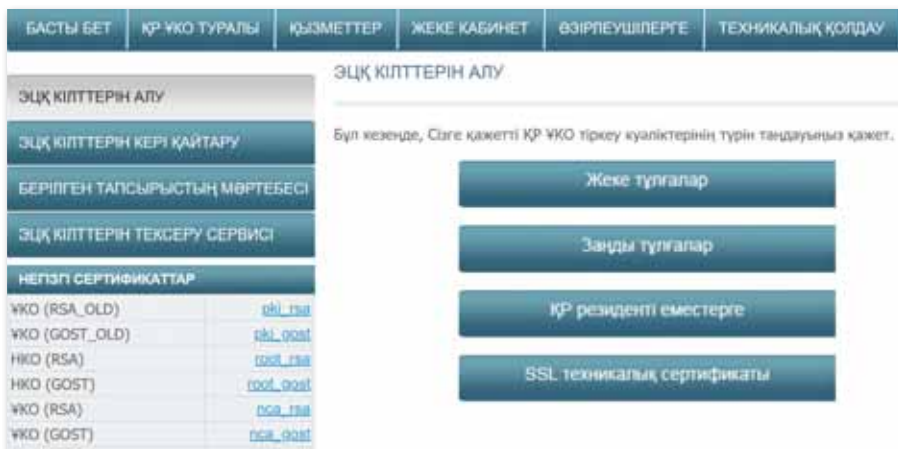 БАСТЫ БЕТ ҚР ҰКО ТУРАЛЫ ҚЫЗМЕТТЕР ЖЕКЕ КАБИНЕТ ӘЗІРЛЕУШІЛЕРГЕ ТЕХНИКАЛЫҚ ҚОЛДАУ
ЭЦҚ КІЛТТЕРІН АЛУ
ЭЦҚ КІЛТТЕРІН КЕРІ ҚАЙТАРУ
БЕРІЛГЕН ТАПСЫРЫСТЫҢ МӘРТЕБЕСІ
ЭЦҚ КІЛТТЕРІН ТЕКСЕРУ СЕРВИСІ
НЕГІЗГІ СЕРТИФИКАТТАР
ҰКО (RSA_OLD) pki_rsa
ҰКО (GOST_OLD) pki_gost
НКО (RSA) root_rsa
НКО (GOST) root_gost
ҰКО (RSA) nca_rsa
ҰКО (GOST) nca_gost
ЭЦҚ КІЛТТЕРІН АЛУ
Бұл кезеңде, Сізге қажетті ҚР ҰКО тіркеу куәліктерінің түрін таңдауыңыз қажет.
Жеке тұлғалар
Заңды тұлғалар
ҚР резиденті еместерге
SSL техникалық сертификаты